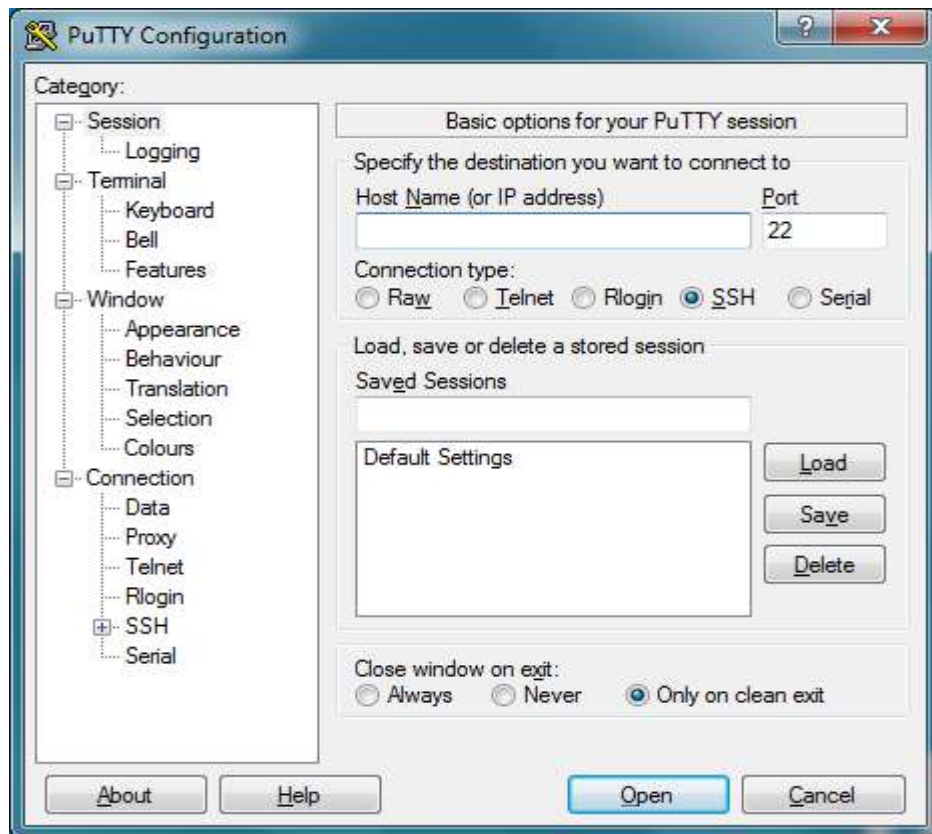 PuTTY Configuration
Category:
Session
Logging
Terminal
Keyboard
Bell
Features
Window
Appearance
Behaviour
Translation
Selection
Colours
Connection
Data
Proxy
Telnet
Rlogin
SSH
Serial
Basic options for your PuTTY session
Specify the destination you want to connect to
Host Name (or IP address) Port
22
Connection type:
Raw Telnet Rlogin SSH Serial
Load, save or delete a stored session
Saved Sessions
Default Settings
Load
Save
Delete
Close window on exit:
Always Never Only on clean exit
About Help Open Cancel